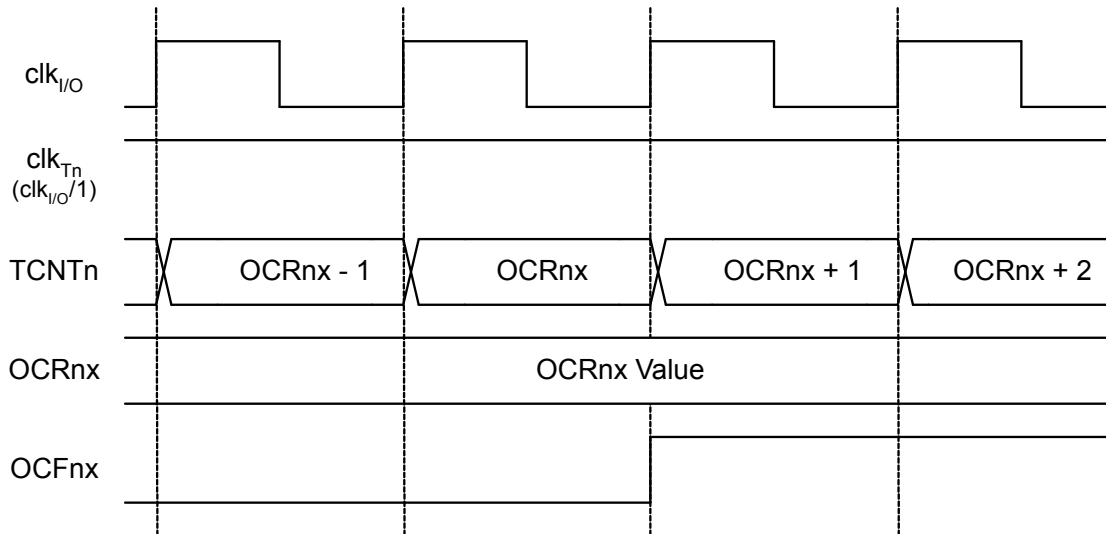 clkI/O
clkTn
(clkI/O/1)
TCNTn OCRnx - 1 OCRnx OCRnx + 1 OCRnx + 2
OCRnx OCRnx Value
OCFnx